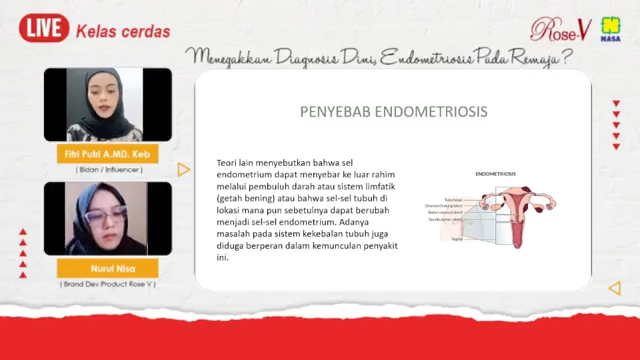 LIVE Kelas cerdas
Rose-V
NASA
Menegakkan Diagnosis Dini, Endometriosis Pada Remaja?
PENYEBAB ENDOMETRIOSIS
Fitri Putri A.MD. Keb
( Bidan / Influencer )
Nurul Nisa
( Brand Dev Product Rose V )
Teori lain menyebutkan bahwa sel
endometrium dapat menyebar ke luar rahim
melalui pembuluh darah atau sistem limfatik
(getah bening) atau bahwa sel-sel tubuh di
lokasi mana pun sebetulnya dapat berubah
menjadi sel-sel endometrium. Adanya
masalah pada sistem kekebalan tubuh juga
diduga berperan dalam kemunculan penyakit
ini.
ENDOMETRIOSIS
Vagina